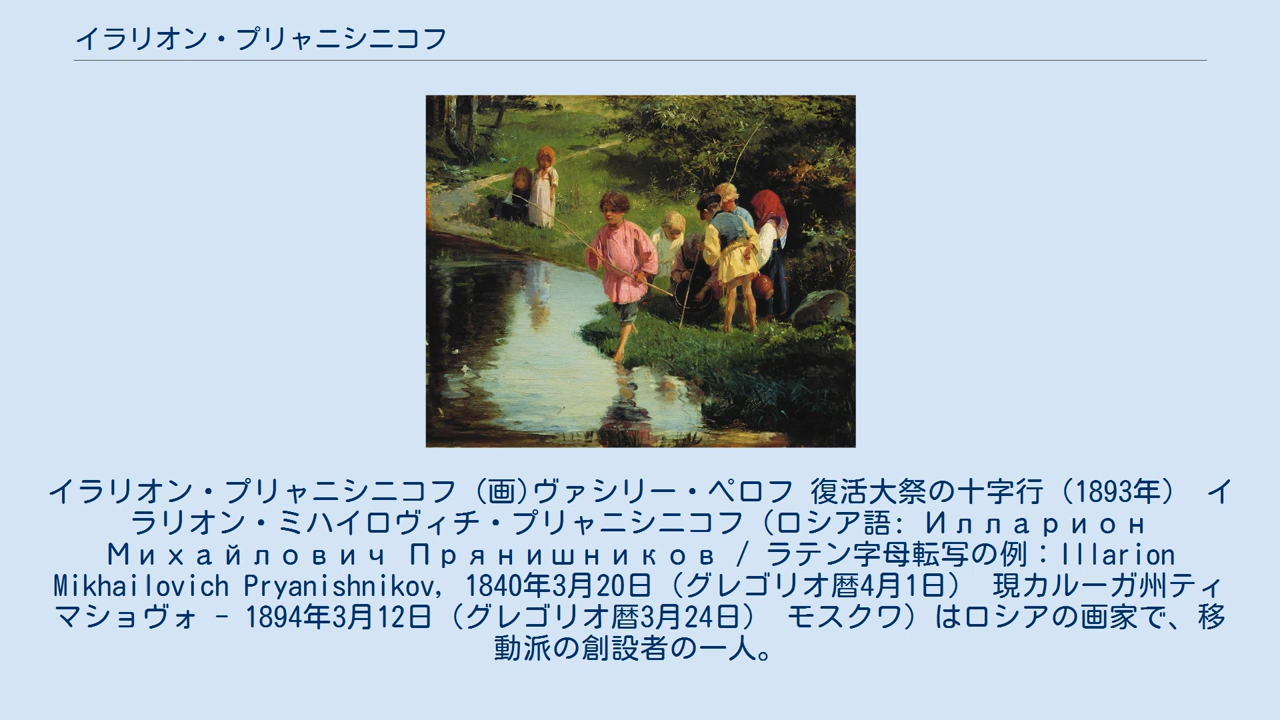 イラリオン・プリャニシニコフ
イラリオン・プリャニシニコフ (画)ヴァシリー・ペロフ 復活大祭の十字行（1893年） イ
ラリオン・ミハイロヴィチ・プリャニシニコフ（ロシア語: Илларион
Михайлович Прянишников / ラテン字母転写の例：Illarion
Mikhailovich Pryanishnikov, 1840年3月20日（グレゴリオ暦4月1日） 現カルーガ州ティ
マショヴォ - 1894年3月12日（グレゴリオ暦3月24日） モスクワ）はロシアの画家で、移
動派の創設者の一人。